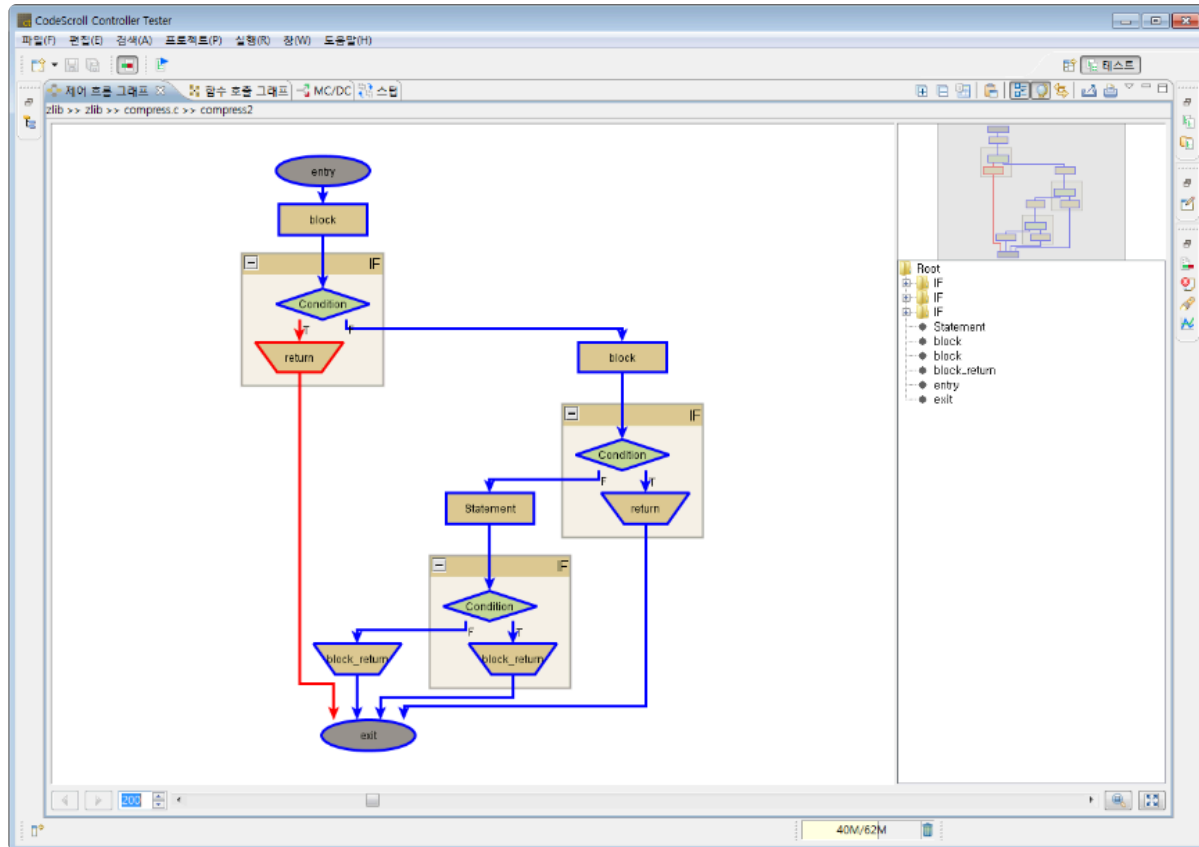 CodeScroll Controller Tester
파일(F) 편집(E) 검색(A) 프로젝트(P) 실행(R) 창(W) 도움말(H)
테스트
제어 흐름 그래프 함수 호출 그래프 MC/DC 스텁
zlib >> zlib >> compress.c >> compress2
entry
block
IF
Condition
T F
return
block
IF
Condition
F T
Statement
return
IF
Condition
F T
block_return
block_return
exit
Root
IF
IF
IF
Statement
block
block
block_return
entry
exit
200
40M/62M